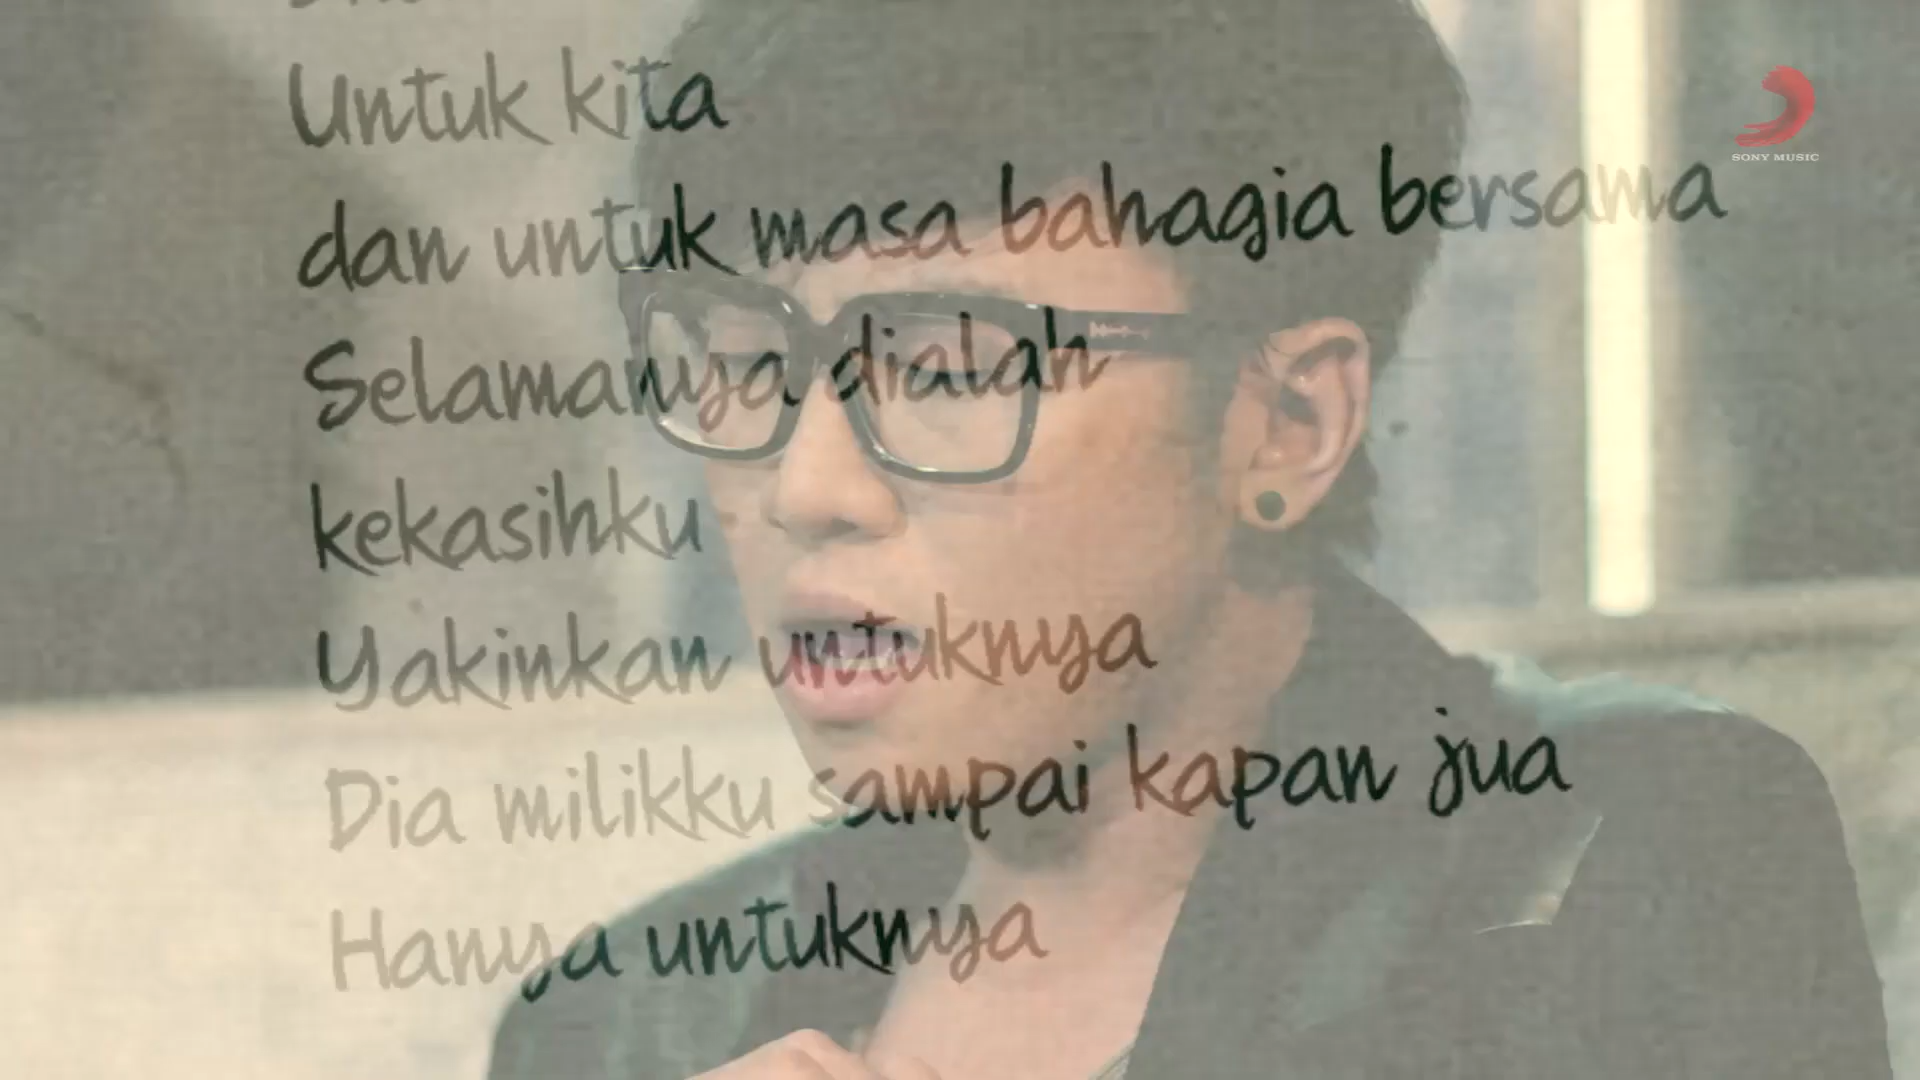 Untuk kita
SONY MUSIC
dan untuk masa bahagia bersama
Selamanya dialah
kekasihku
Yakinkan untuknya
Dia milikku sampai kapan jua
Hanya untuknya